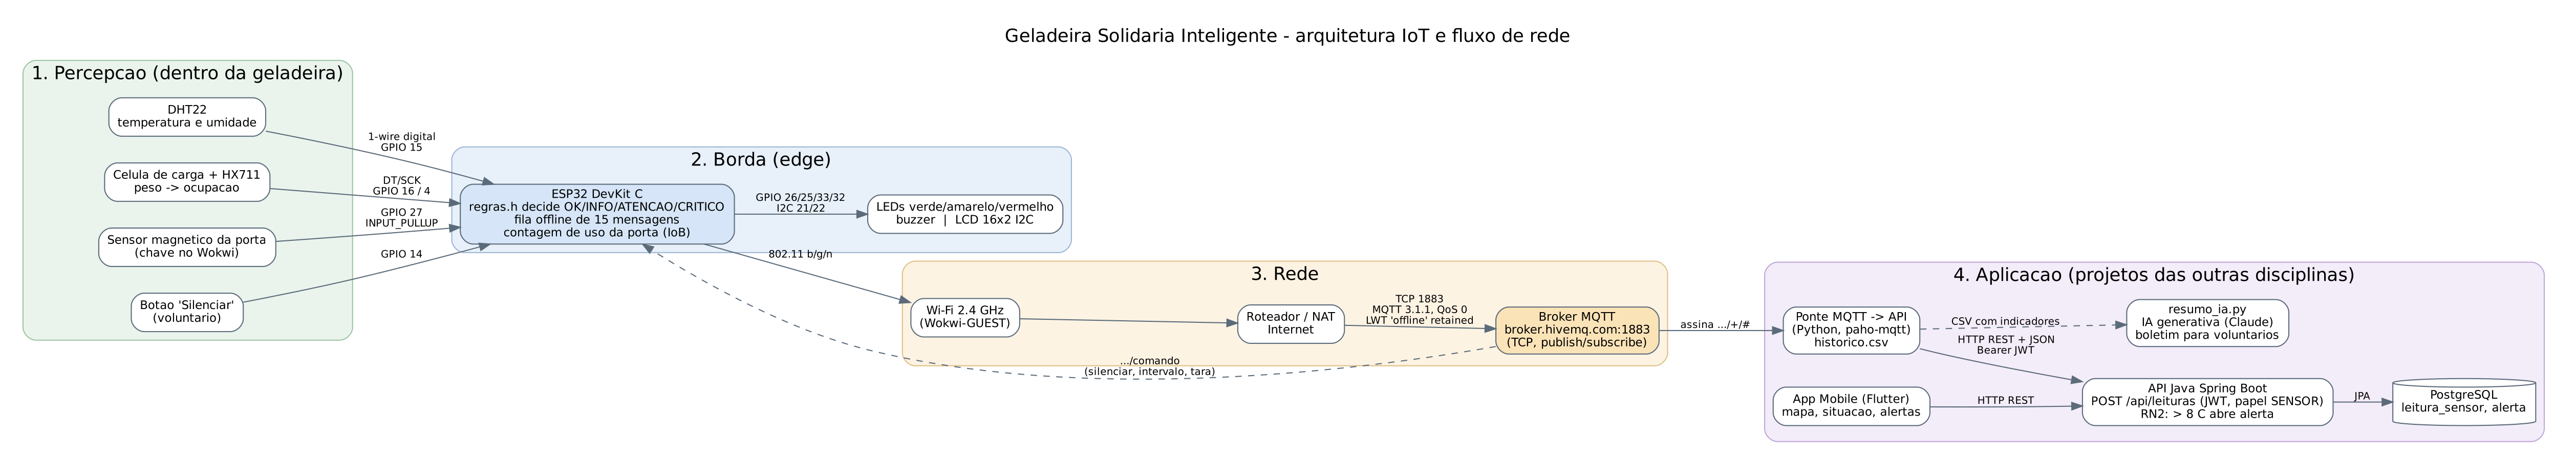 Geladeira Solidaria Inteligente - arquitetura IoT e fluxo de rede
1. Percepcao (dentro da geladeira)
DHT22
temperatura e umidade
Celula de carga + HX711
peso -> ocupacao
Sensor magnetico da porta
(chave no Wokwi)
Botao 'Silenciar'
(voluntario)
1-wire digital
GPIO 15
DT/SCK
GPIO 16 / 4
GPIO 27
INPUT_PULLUP
GPIO 14
2. Borda (edge)
ESP32 DevKit C
regras.h decide OK/INFO/ATENCAO/CRITICO
fila offline de 15 mensagens
contagem de uso da porta (IoB)
GPIO 26/25/33/32
I2C 21/22
LEDs verde/amarelo/vermelho
buzzer | LCD 16x2 I2C
802.11 b/g/n
3. Rede
Wi-Fi 2.4 GHz
(Wokwi-GUEST)
Roteador / NAT
Internet
TCP 1883
MQTT 3.1.1, QoS 0
LWT 'offline' retained
Broker MQTT
broker.hivemq.com:1883
(TCP, publish/subscribe)
.../comando
(silenciar, intervalo, tara)
assina .../+/#
4. Aplicacao (projetos das outras disciplinas)
Ponte MQTT -> API
(Python, paho-mqtt)
historico.csv
CSV com indicadores
resumo_ia.py
IA generativa (Claude)
boletim para voluntarios
HTTP REST + JSON
Bearer JWT
App Mobile (Flutter)
mapa, situacao, alertas
HTTP REST
API Java Spring Boot
POST /api/leituras (JWT, papel SENSOR)
RN2: > 8 C abre alerta
JPA
PostgreSQL
leitura_sensor, alerta